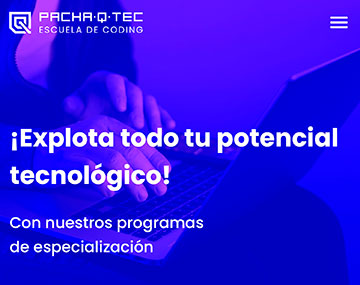 PACHA·Q·TEC
ESCUELA DE CODING
¡Explota todo tu potencial
tecnológico!
Con nuestros programas
de especialización